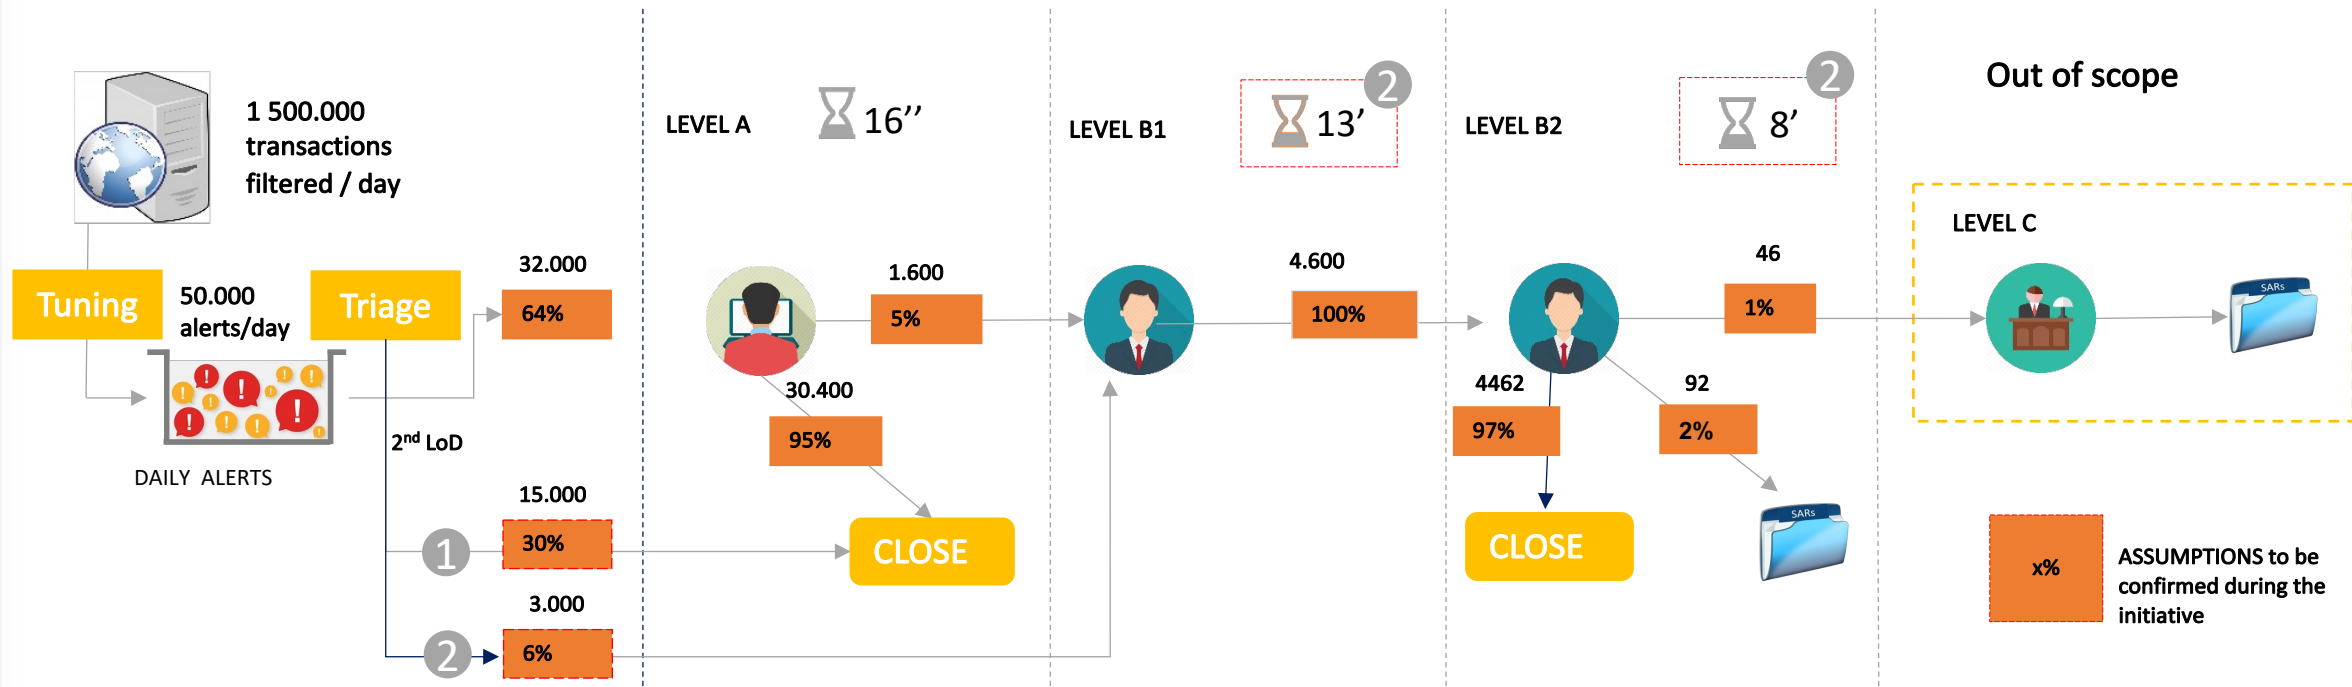 1 500.000
transactions
filtered / day
Tuning
50.000
alerts/day
Triage
32.000
64%
DAILY ALERTS
2nd LoD
15.000
1
30%
3.000
2
6%
LEVEL A
16’’
1.600
5%
30.400
95%
CLOSE
LEVEL B1
2
13’
4.600
100%
LEVEL B2
2
8’
46
1%
4462
97%
92
2%
CLOSE
SARs
Out of scope
LEVEL C
SARs
x%
ASSUMPTIONS to be
confirmed during the
initiative